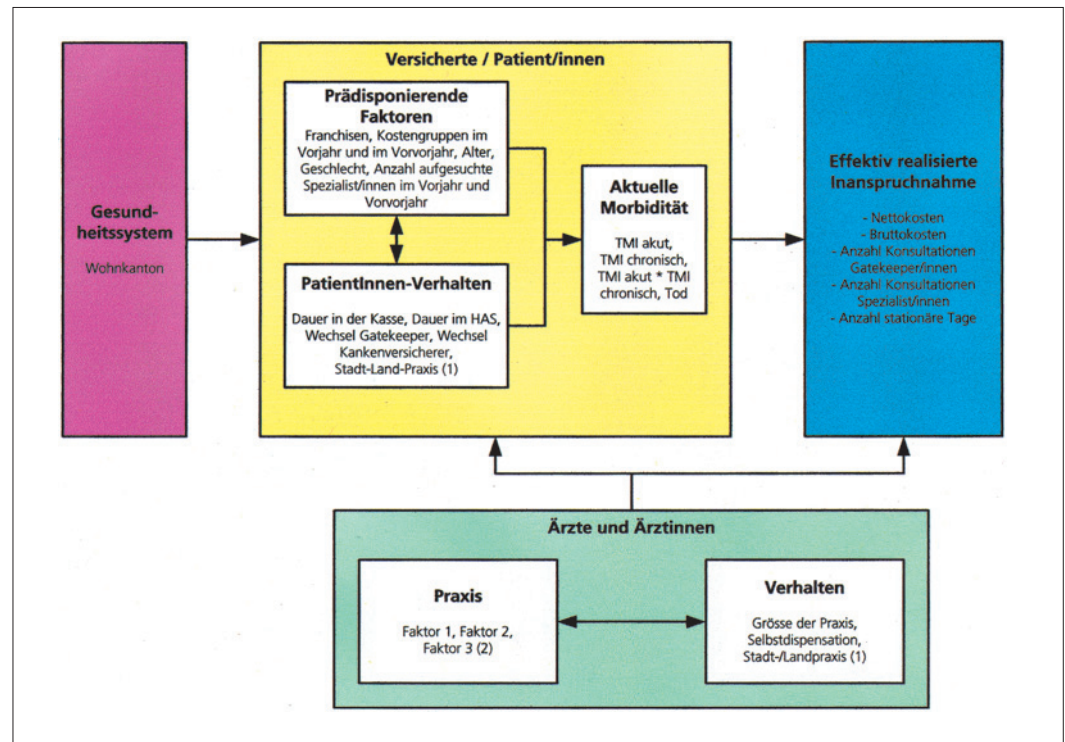 Gesund-
heitssystem
Wohnkanton
Versicherte / Patient/innen
Prädisponierende
Faktoren
Franchisen, Kostengruppen im
Vorjahr und im Vorvorjahr, Alter,
Geschlecht, Anzahl aufgesuchte
Spezialist/innen im Vorjahr und
Vorvorjahr
PatientInnen-Verhalten
Dauer in der Kasse, Dauer im HAS,
Wechsel Gatekeeper, Wechsel
Kankenversicherer,
Stadt-Land-Praxis (1)
Aktuelle
Morbidität
TMI akut,
TMI chronisch,
TMI akut * TMI
chronisch, Tod
Effektiv realisierte
Inanspruchnahme
- Nettokosten
- Bruttokosten
- Anzahl Konsultationen
Gatekeeper/innen
- Anzahl Konsultationen
Spezialist/innen
- Anzahl stationäre Tage
Ärzte und Ärztinnen
Praxis
Faktor 1, Faktor 2,
Faktor 3 (2)
Verhalten
Grösse der Praxis,
Selbstdispensation,
Stadt-/Landpraxis (1)